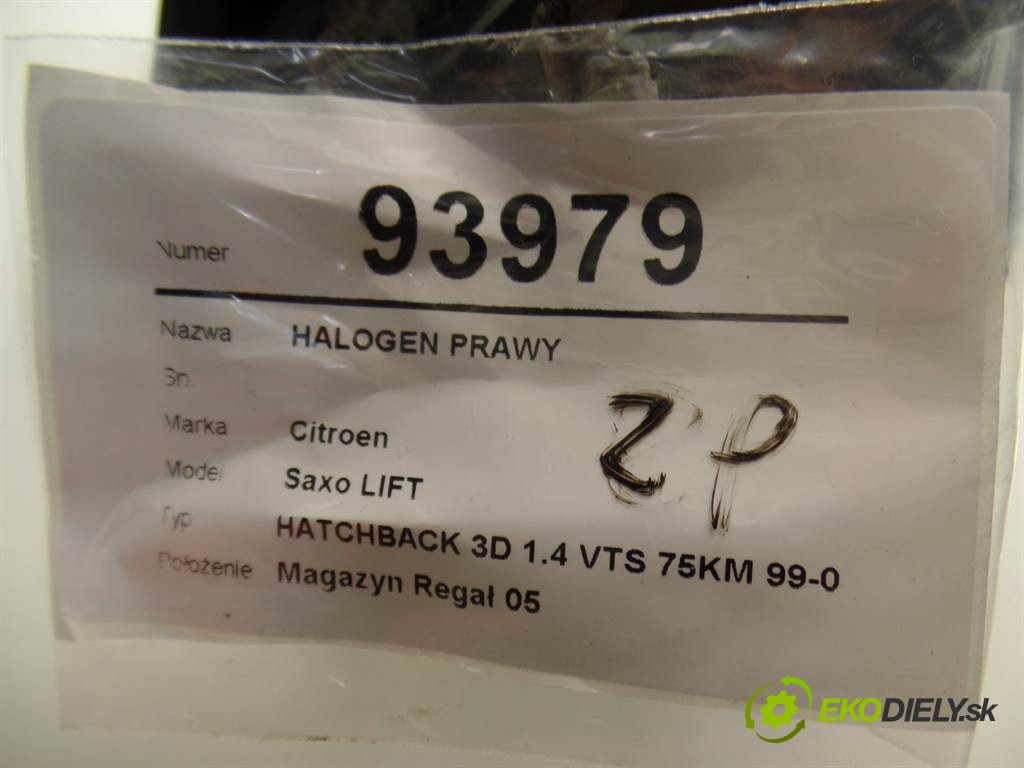 Numer 93979
Nazwa HALOGEN PRAWY
Sn
Marka Citroen
Model Saxo LIFT
ZP
Typ HATCHBACK 3D 1.4 VTS 75KM 99-0
Położenie Magazyn Regał 05
EKODIELY.sk